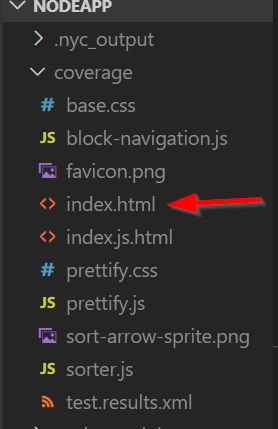 NODEAPP
.nyc_output
coverage
# base.css
JS block-navigation.js
favicon.png
<> index.html
<> index.js.html
# prettify.css
JS prettify.js
sort-arrow-sprite.png
JS sorter.js
test.results.xml